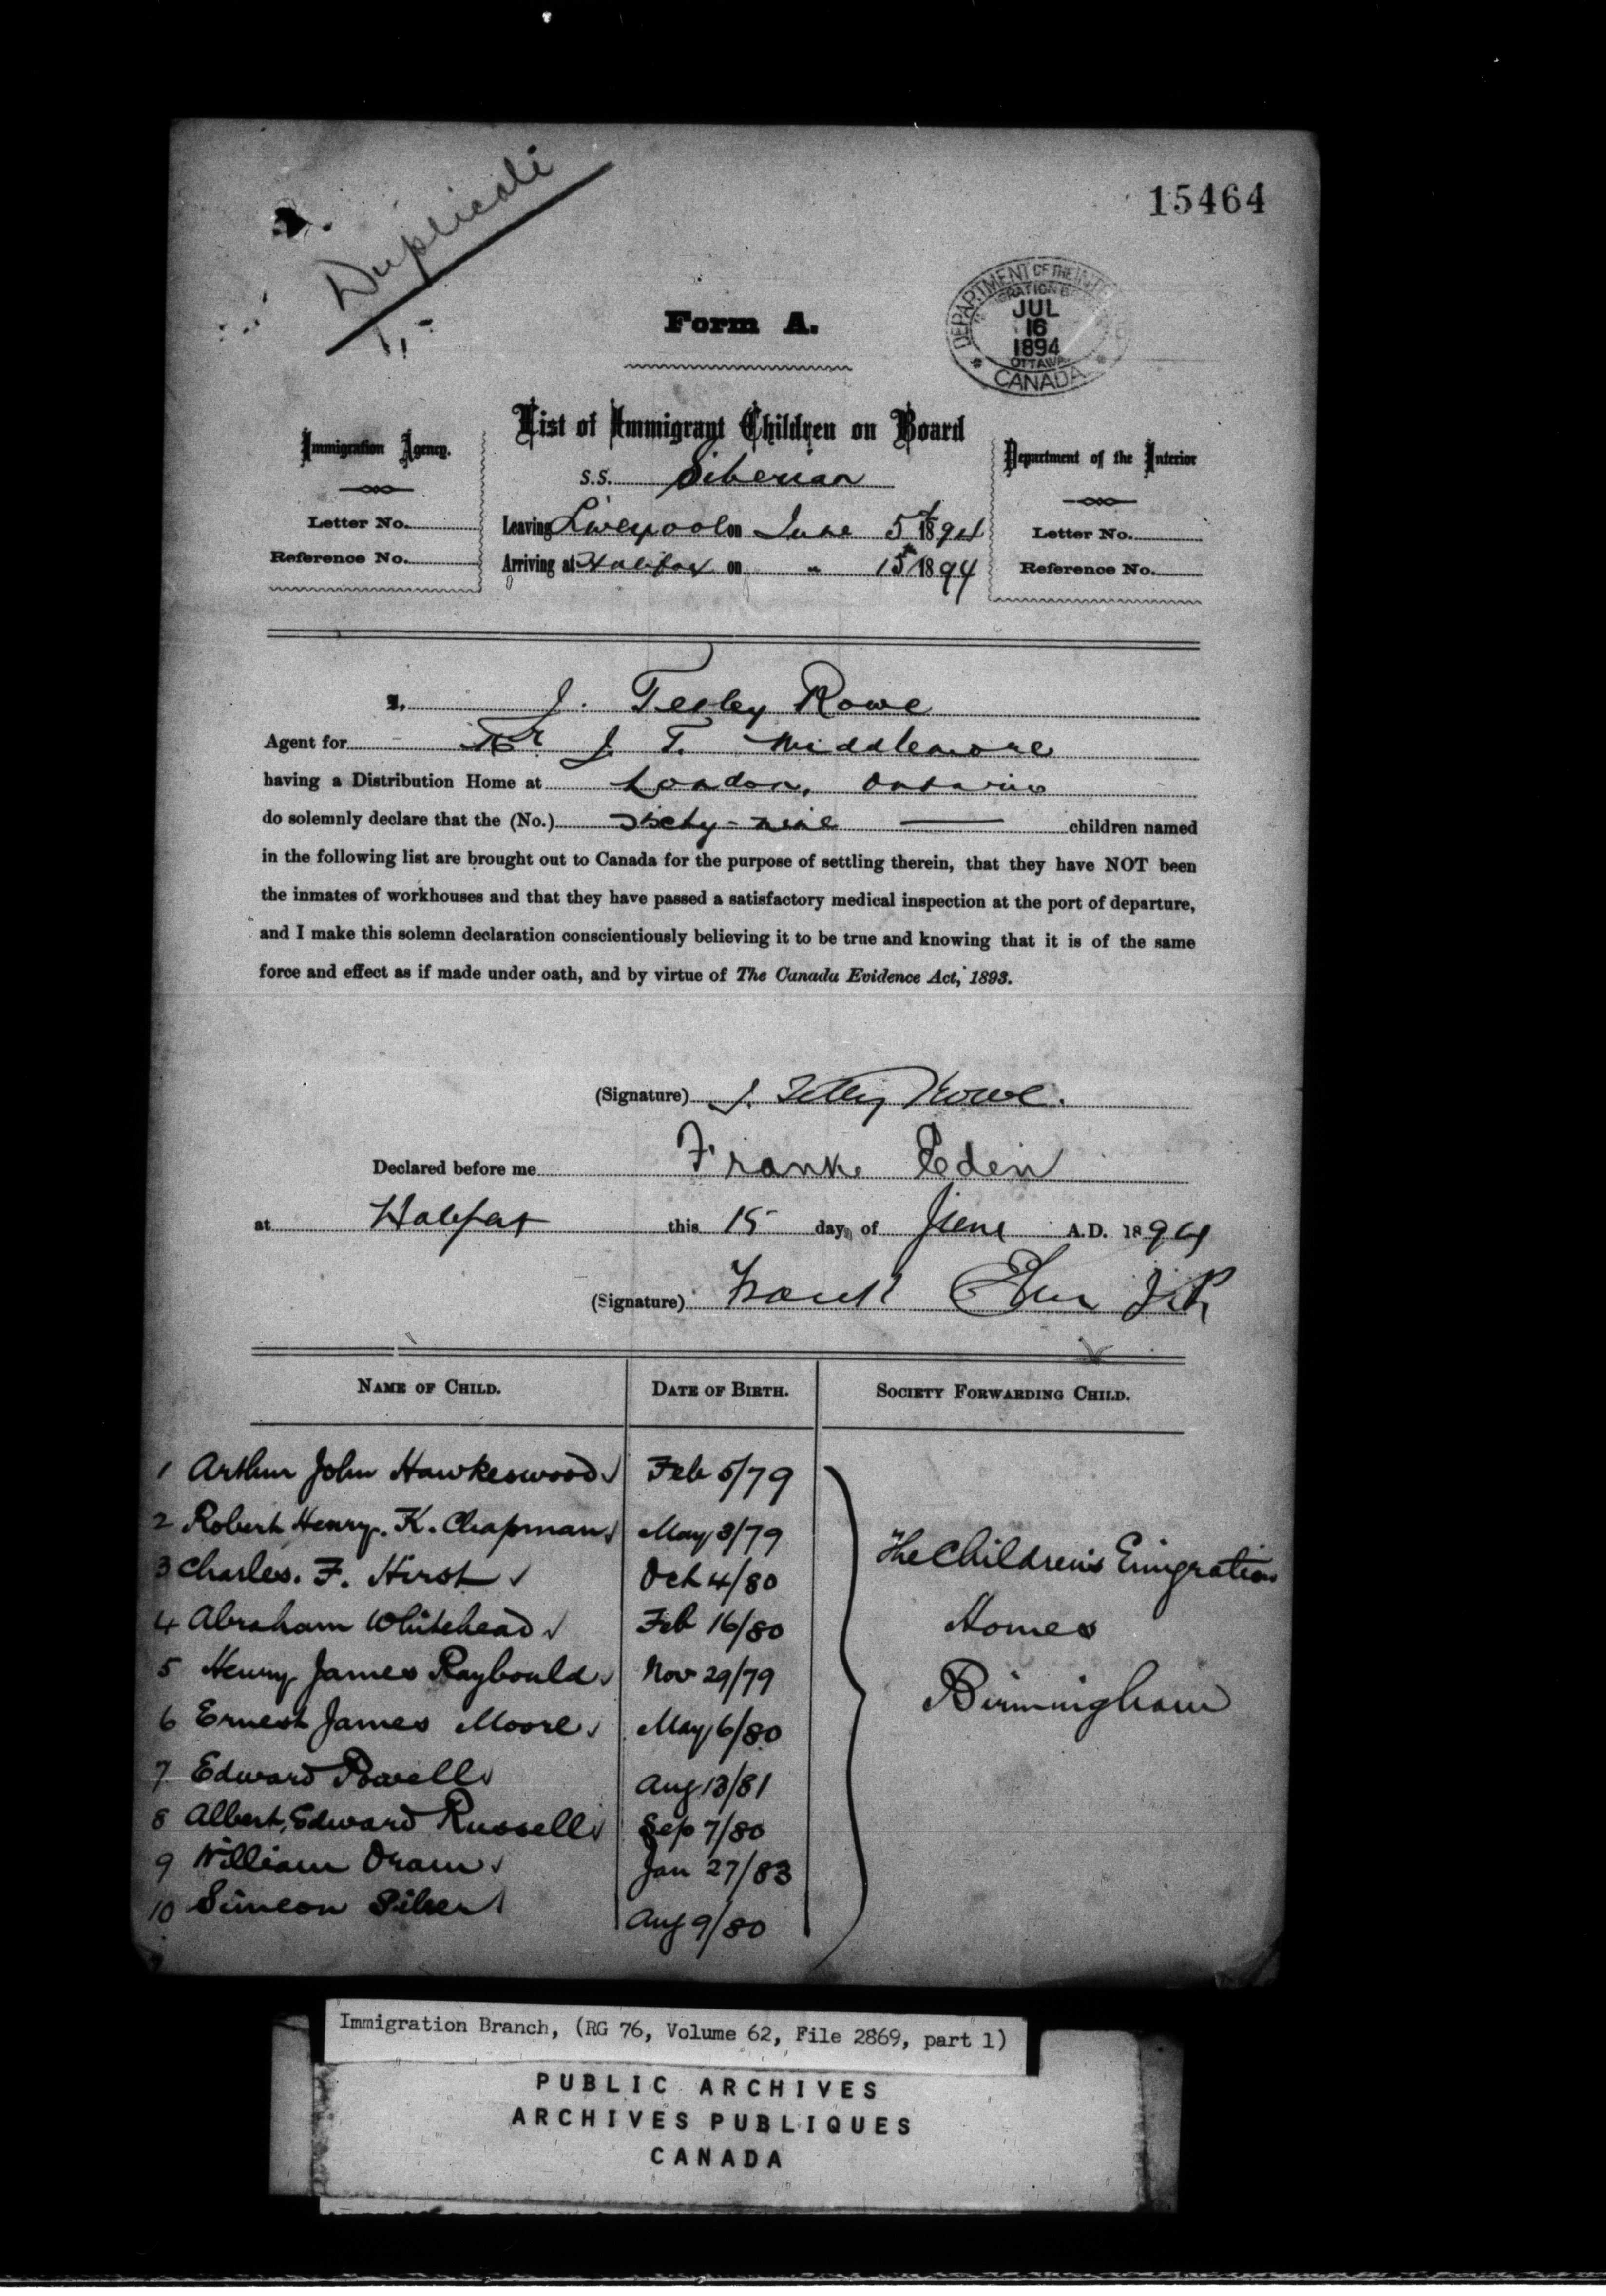 Duplicate
15464
DEPARTMENT OF THE INTERIOR
JUL
16
1894
OTTAWA
CANADA
Form A.
List of Immigrant Children on Board
Immigration Agency.
Department of the Interior
s.s. Siberian
Letter No.
Leaving Liverpool on June 5th 1894
Letter No.
Reference No.
Arriving at Halifax on " 15th 1894
Reference No.
I, J. Tetley Rowe
Agent for Mr J. T. Middlemore
having a Distribution Home at London, Ontario
do solemnly declare that the (No.) Sixty-nine children named
in the following list are brought out to Canada for the purpose of settling therein, that they have NOT been
the inmates of workhouses and that they have passed a satisfactory medical inspection at the port of departure,
and I make this solemn declaration conscientiously believing it to be true and knowing that it is of the same
force and effect as if made under oath, and by virtue of The Canada Evidence Act, 1893.
(Signature) J. Tetley Rowe.
Declared before me Frank Eden
at Halifax this 15 day of June A.D. 1894
(Signature) Frank Eden J.P.
NAME OF CHILD. DATE OF BIRTH. SOCIETY FORWARDING CHILD.
1 Arthur John Hawkeswood Feb 5/79
2 Robert Henry. K. Chapman May 3/79
3 Charles. F. Hirst Oct 4/80
4 Abraham Whitehead Feb 16/80
5 Henry James Raybould Nov 29/79
6 Ernest James Moore May 6/80
7 Edward Powell Aug 13/81
8 Albert Edward Russell Sep 7/80
9 William Oram Jan 27/83
10 Simeon Aug 9/80
The Children's Emigration
Homes
Birmingham
Immigration Branch, (RG 76, Volume 62, File 2869, part 1)
PUBLIC ARCHIVES
ARCHIVES PUBLIQUES
CANADA